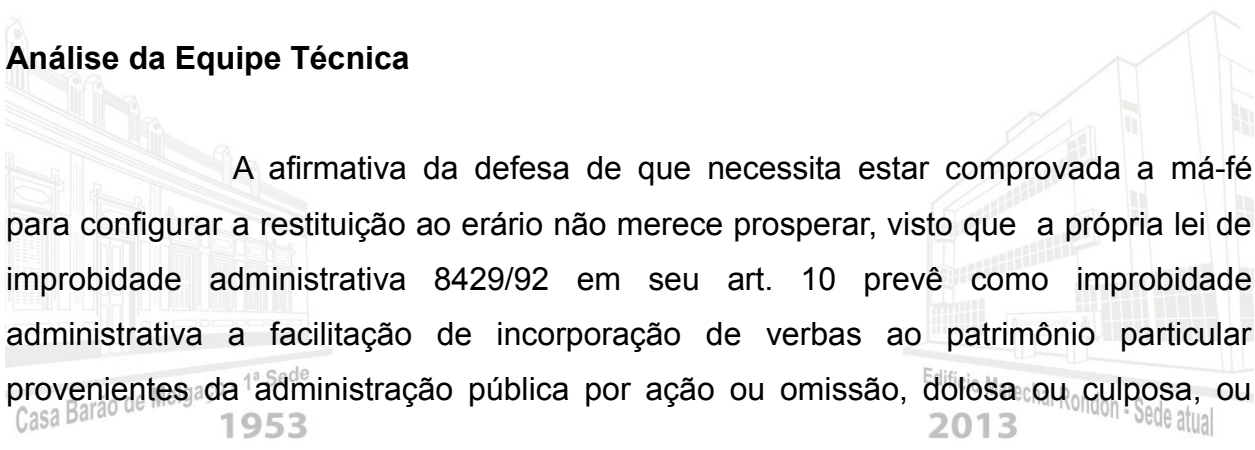 Análise da Equipe Técnica
A afirmativa da defesa de que necessita estar comprovada a má-fé
para configurar a restituição ao erário não merece prosperar, visto que a própria lei de
improbidade administrativa 8429/92 em seu art. 10 prevê como improbidade
administrativa a facilitação de incorporação de verbas ao patrimônio particular
provenientes da administração pública por ação ou omissão, dolosa ou culposa, ou
Casa Barão de 1ª Sede
1953
Rondon - Sede atual
2013